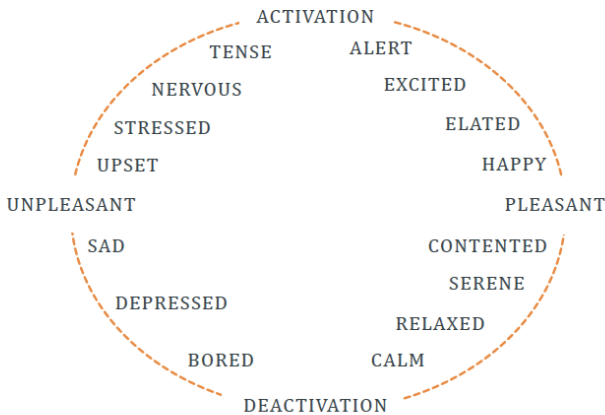 ACTIVATION
TENSE
ALERT
NERVOUS
EXCITED
STRESSED
ELATED
UPSET
HAPPY
UNPLEASANT
PLEASANT
SAD
CONTENTED
SERENE
DEPRESSED
RELAXED
BORED
CALM
DEACTIVATION